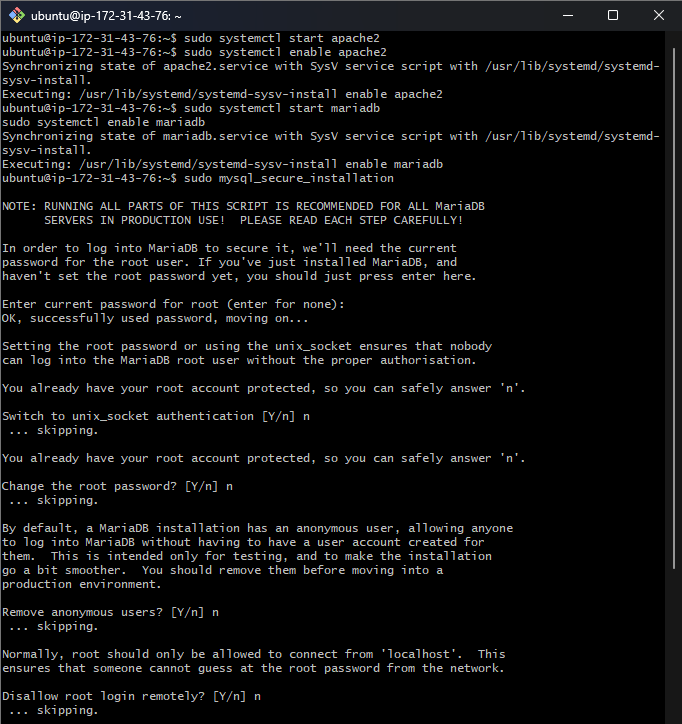 ubuntu@ip-172-31-43-76: ~
ubuntu@ip-172-31-43-76:~$ sudo systemctl start apache2
ubuntu@ip-172-31-43-76:~$ sudo systemctl enable apache2
Synchronizing state of apache2.service with SysV service script with /usr/lib/systemd/systemd-
sysv-install.
Executing: /usr/lib/systemd/systemd-sysv-install enable apache2
ubuntu@ip-172-31-43-76:~$ sudo systemctl start mariadb
sudo systemctl enable mariadb
Synchronizing state of mariadb.service with SysV service script with /usr/lib/systemd/systemd-
sysv-install.
Executing: /usr/lib/systemd/systemd-sysv-install enable mariadb
ubuntu@ip-172-31-43-76:~$ sudo mysql_secure_installation

NOTE: RUNNING ALL PARTS OF THIS SCRIPT IS RECOMMENDED FOR ALL MariaDB
      SERVERS IN PRODUCTION USE!  PLEASE READ EACH STEP CAREFULLY!

In order to log into MariaDB to secure it, we'll need the current
password for the root user. If you've just installed MariaDB, and
haven't set the root password yet, you should just press enter here.

Enter current password for root (enter for none):
OK, successfully used password, moving on...

Setting the root password or using the unix_socket ensures that nobody
can log into the MariaDB root user without the proper authorisation.

You already have your root account protected, so you can safely answer 'n'.

Switch to unix_socket authentication [Y/n] n
 ... skipping.

You already have your root account protected, so you can safely answer 'n'.

Change the root password? [Y/n] n
 ... skipping.

By default, a MariaDB installation has an anonymous user, allowing anyone
to log into MariaDB without having to have a user account created for
them.  This is intended only for testing, and to make the installation
go a bit smoother.  You should remove them before moving into a
production environment.

Remove anonymous users? [Y/n] n
 ... skipping.

Normally, root should only be allowed to connect from 'localhost'.  This
ensures that someone cannot guess at the root password from the network.

Disallow root login remotely? [Y/n] n
 ... skipping.